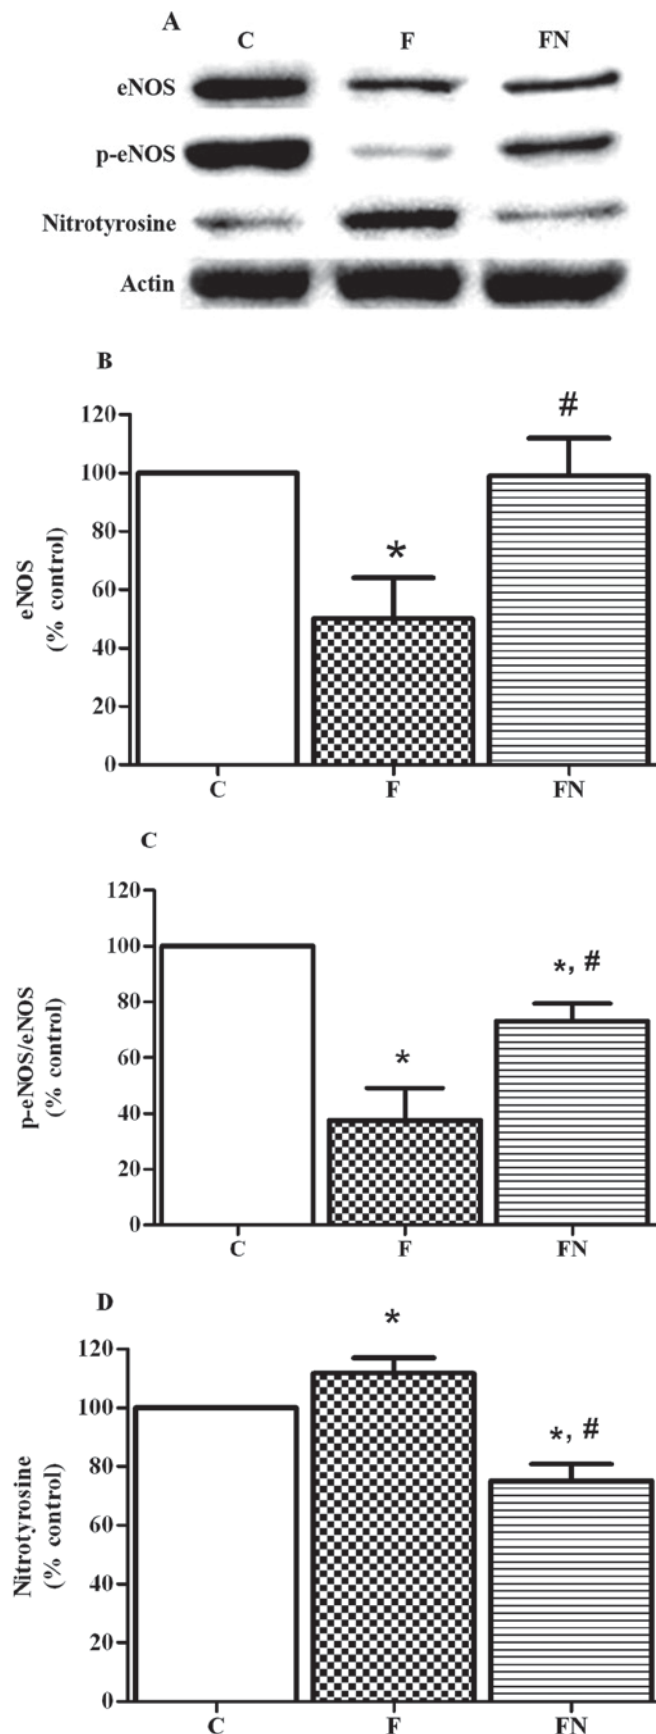 A
C F FN
eNOS
p-eNOS
Nitrotyrosine
Actin
B
120
100
80
60
40
20
0
eNOS
(% control)
*
#
C F FN
C
120
100
80
60
40
20
0
p-eNOS/eNOS
(% control)
*
*, #
C F FN
D
120
100
80
60
40
20
0
Nitrotyrosine
(% control)
*
*, #
C F FN